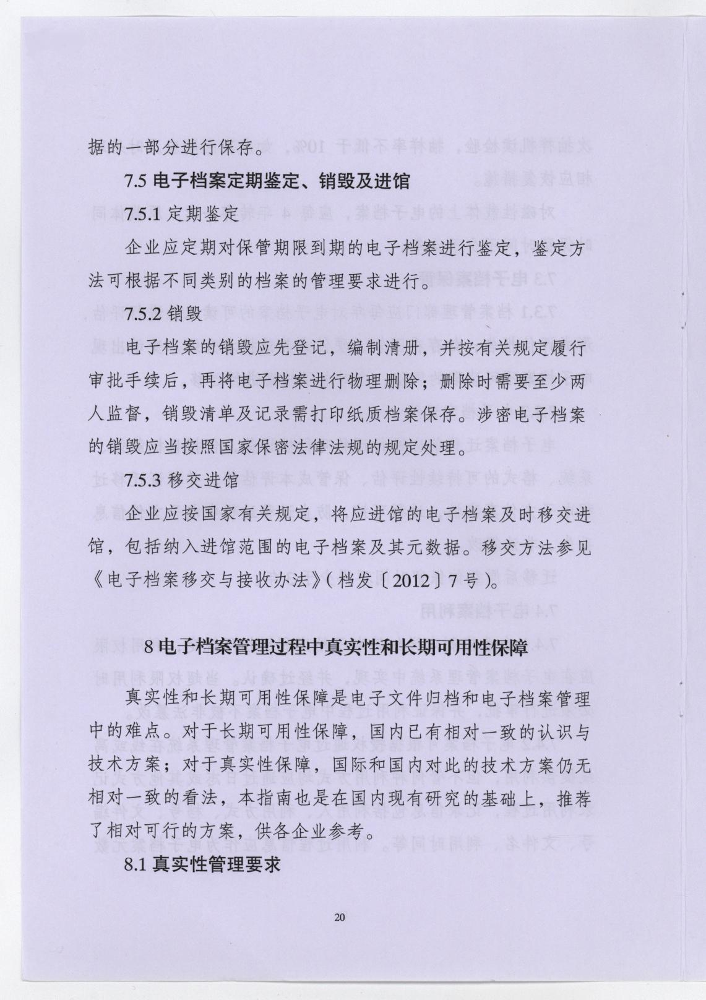 据的一部分进行保存。
7.5 电子档案定期鉴定、销毁及进馆
7.5.1 定期鉴定
企业应定期对保管期限到期的电子档案进行鉴定，鉴定方
法可根据不同类别的档案的管理要求进行。
7.5.2 销毁
电子档案的销毁应先登记，编制清册，并按有关规定履行
审批手续后，再将电子档案进行物理删除；删除时需要至少两
人监督，销毁清单及记录需打印纸质档案保存。涉密电子档案
的销毁应当按照国家保密法律法规的规定处理。
7.5.3 移交进馆
企业应按国家有关规定，将应进馆的电子档案及时移交进
馆，包括纳入进馆范围的电子档案及其元数据。移交方法参见
《电子档案移交与接收办法》（档发〔2012〕7 号）。
8 电子档案管理过程中真实性和长期可用性保障
真实性和长期可用性保障是电子文件归档和电子档案管理
中的难点。对于长期可用性保障，国内已有相对一致的认识与
技术方案；对于真实性保障，国际和国内对此的技术方案仍无
相对一致的看法，本指南也是在国内现有研究的基础上，推荐
了相对可行的方案，供各企业参考。
8.1 真实性管理要求
20